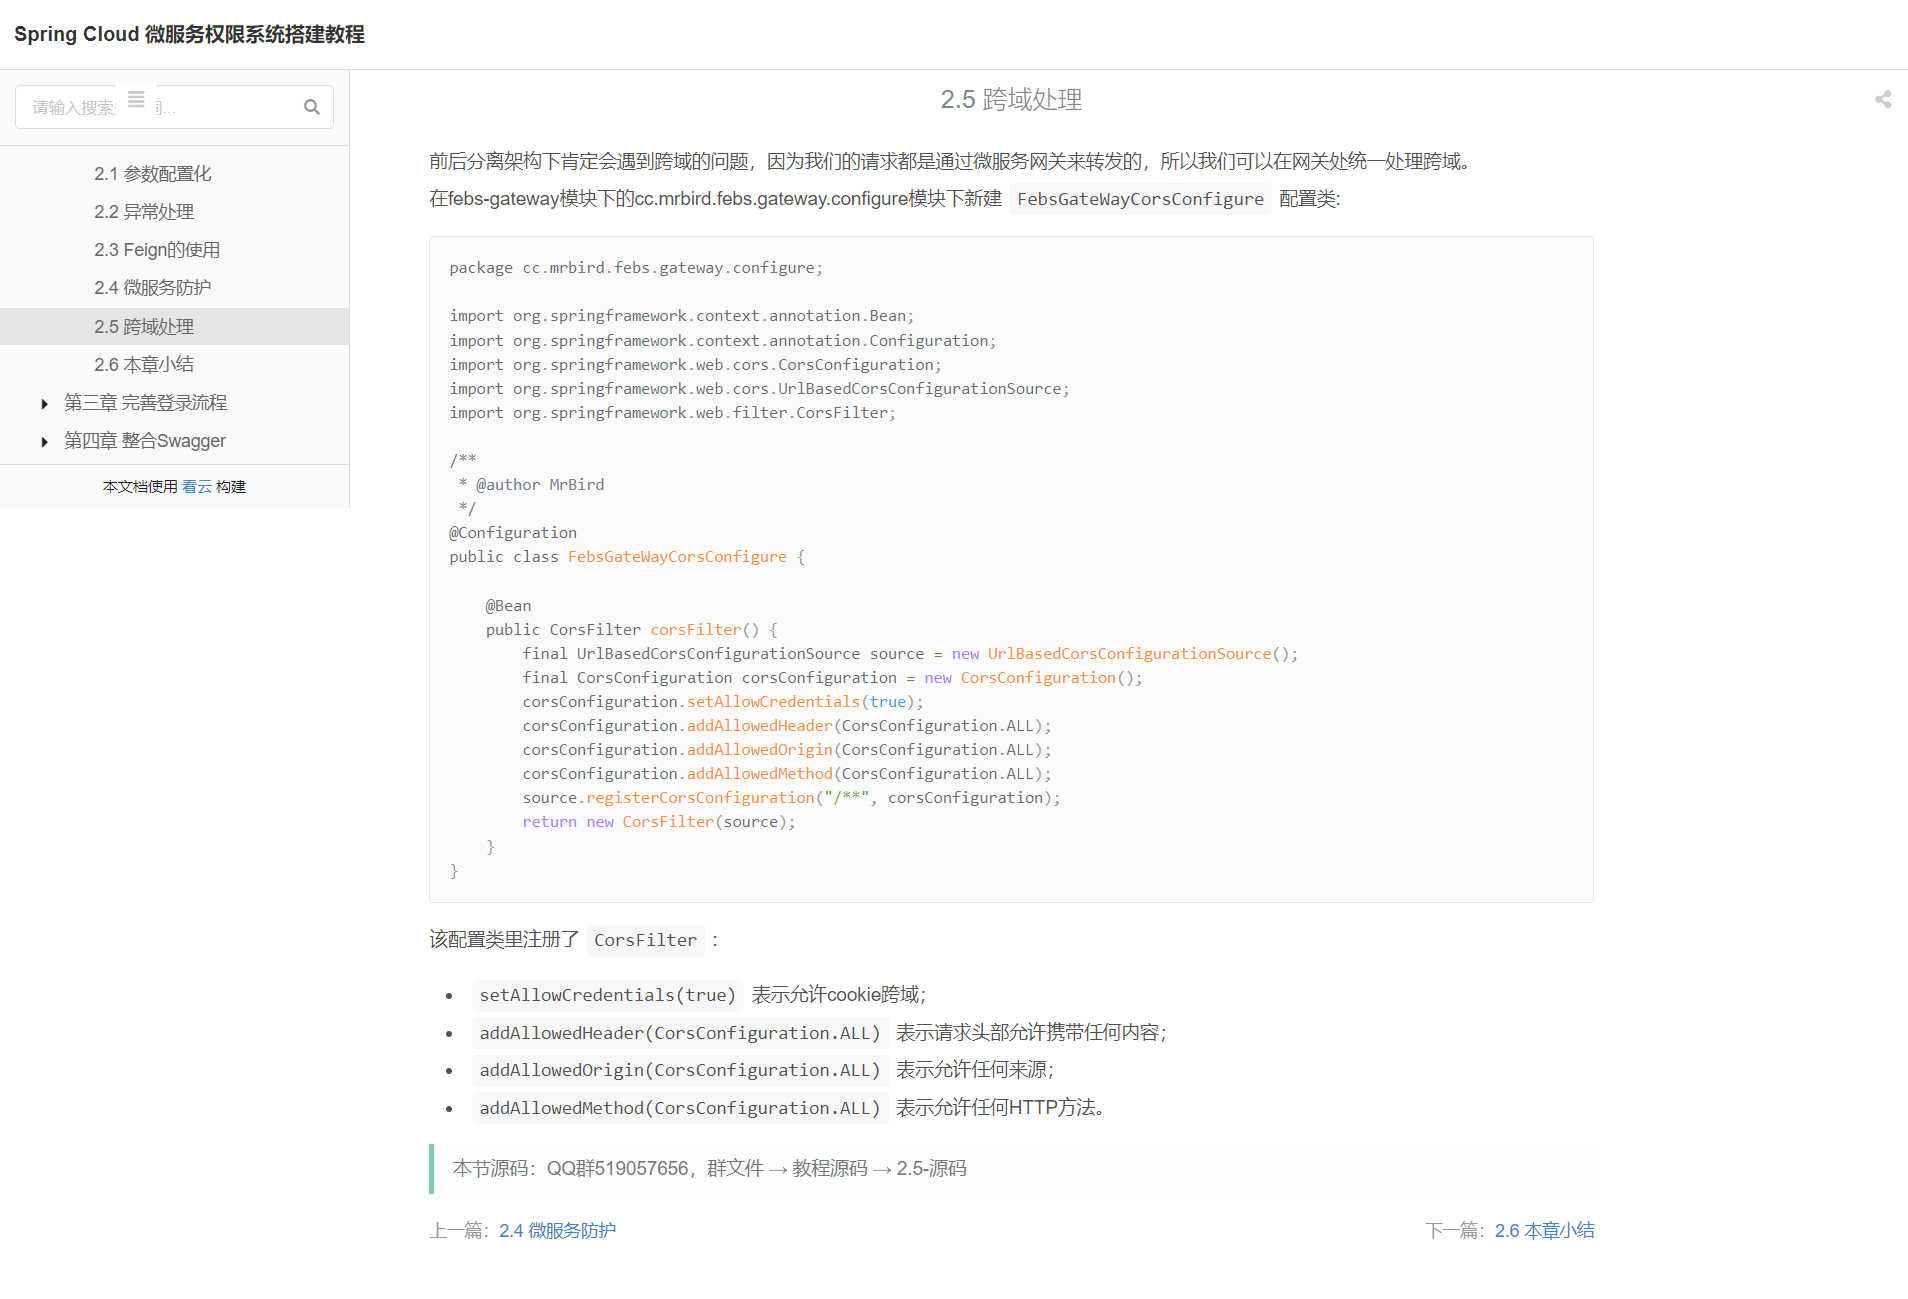 Spring Cloud 微服务权限系统搭建教程
请输入搜索
词...
2.1 参数配置化
2.2 异常处理
2.3 Feign的使用
2.4 微服务防护
2.5 跨域处理
2.6 本章小结
第三章 完善登录流程
第四章 整合Swagger
本文档使用 看云 构建
2.5 跨域处理
前后分离架构下肯定会遇到跨域的问题，因为我们的请求都是通过微服务网关来转发的，所以我们可以在网关处统一处理跨域。
在febs-gateway模块下的cc.mrbird.febs.gateway.configure模块下新建 FebsGateWayCorsConfigure 配置类:
package cc.mrbird.febs.gateway.configure;
import org.springframework.context.annotation.Bean;
import org.springframework.context.annotation.Configuration;
import org.springframework.web.cors.CorsConfiguration;
import org.springframework.web.cors.UrlBasedCorsConfigurationSource;
import org.springframework.web.filter.CorsFilter;
/**
 * @author MrBird
 */
@Configuration
public class FebsGateWayCorsConfigure {
    @Bean
    public CorsFilter corsFilter() {
        final UrlBasedCorsConfigurationSource source = new UrlBasedCorsConfigurationSource();
        final CorsConfiguration corsConfiguration = new CorsConfiguration();
        corsConfiguration.setAllowCredentials(true);
        corsConfiguration.addAllowedHeader(CorsConfiguration.ALL);
        corsConfiguration.addAllowedOrigin(CorsConfiguration.ALL);
        corsConfiguration.addAllowedMethod(CorsConfiguration.ALL);
        source.registerCorsConfiguration("/**", corsConfiguration);
        return new CorsFilter(source);
    }
}
该配置类里注册了 CorsFilter ：
• setAllowCredentials(true) 表示允许cookie跨域；
• addAllowedHeader(CorsConfiguration.ALL) 表示请求头部允许携带任何内容；
• addAllowedOrigin(CorsConfiguration.ALL) 表示允许任何来源；
• addAllowedMethod(CorsConfiguration.ALL) 表示允许任何HTTP方法。
本节源码：QQ群519057656，群文件 → 教程源码 → 2.5-源码
上一篇：2.4 微服务防护
下一篇：2.6 本章小结